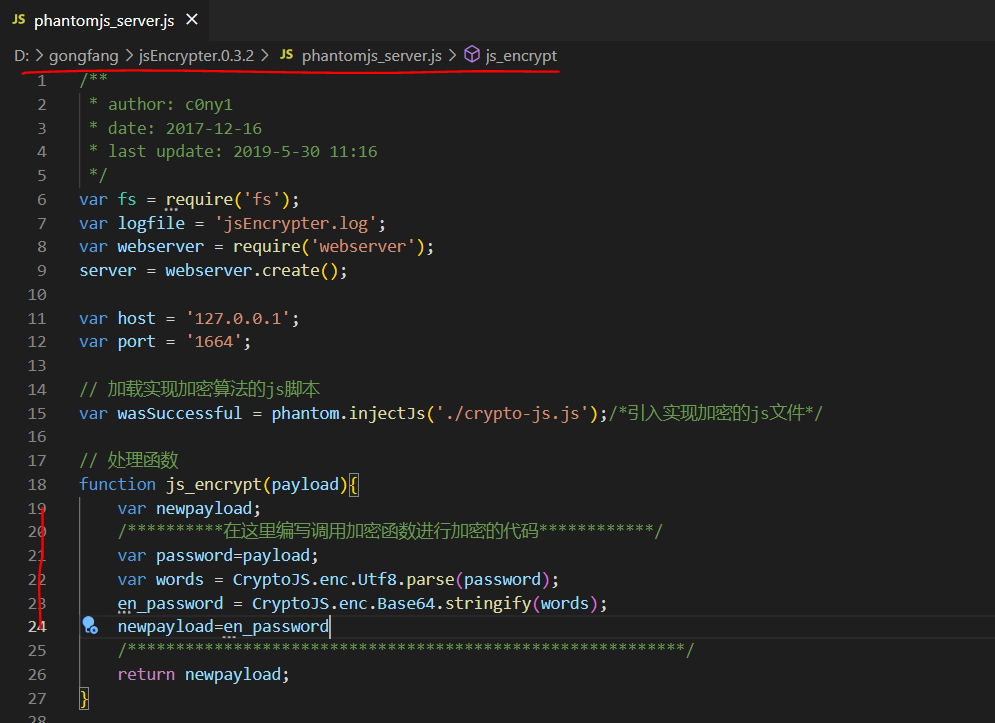 JS phantomjs_server.js ×
D: > gongfang > jsEncrypter.0.3.2 > JS phantomjs_server.js > js_encrypt
1 /**
2 * author: c0ny1
3 * date: 2017-12-16
4 * last update: 2019-5-30 11:16
5 */
6 var fs = require('fs');
7 var logfile = 'jsEncrypter.log';
8 var webserver = require('webserver');
9 server = webserver.create();
10
11 var host = '127.0.0.1';
12 var port = '1664';
13
14 // 加载实现加密算法的js脚本
15 var wasSuccessful = phantom.injectJs('./crypto-js.js');/*引入实现加密的js文件*/
16
17 // 处理函数
18 function js_encrypt(payload){
19 var newpayload;
20 /**********在这里编写调用加密函数进行加密的代码************/
21 var password=payload;
22 var words = CryptoJS.enc.Utf8.parse(password);
23 en_password = CryptoJS.enc.Base64.stringify(words);
24 newpayload=en_password
25 /**********************************************************/
26 return newpayload;
27 }
28